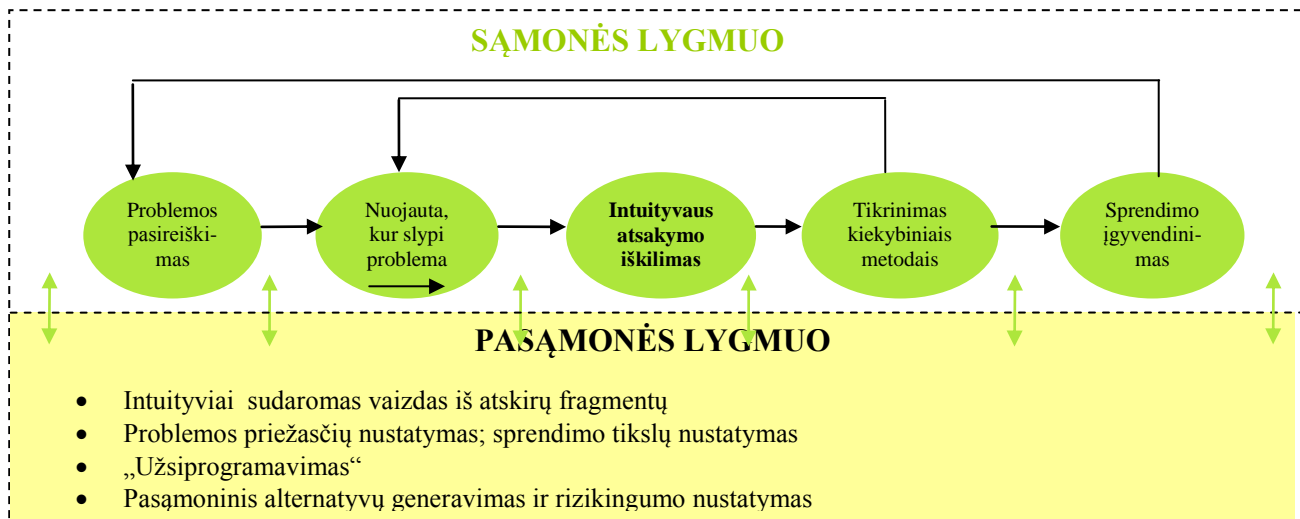 SĄMONĖS LYGMUO
Problemos
pasireiški-
mas
Nuojauta,
kur slypi
problema
Intuityvaus
atsakymo
iškilimas
Tikrinimas
kiekybiniais
metodais
Sprendimo
įgyvendini-
mas
PASĄMONĖS LYGMUO
• Intuityviai sudaromas vaizdas iš atskirų fragmentų
• Problemos priežasčių nustatymas; sprendimo tikslų nustatymas
• „Užsiprogramavimas“
• Pasąmoninis alternatyvų generavimas ir rizikingumo nustatymas